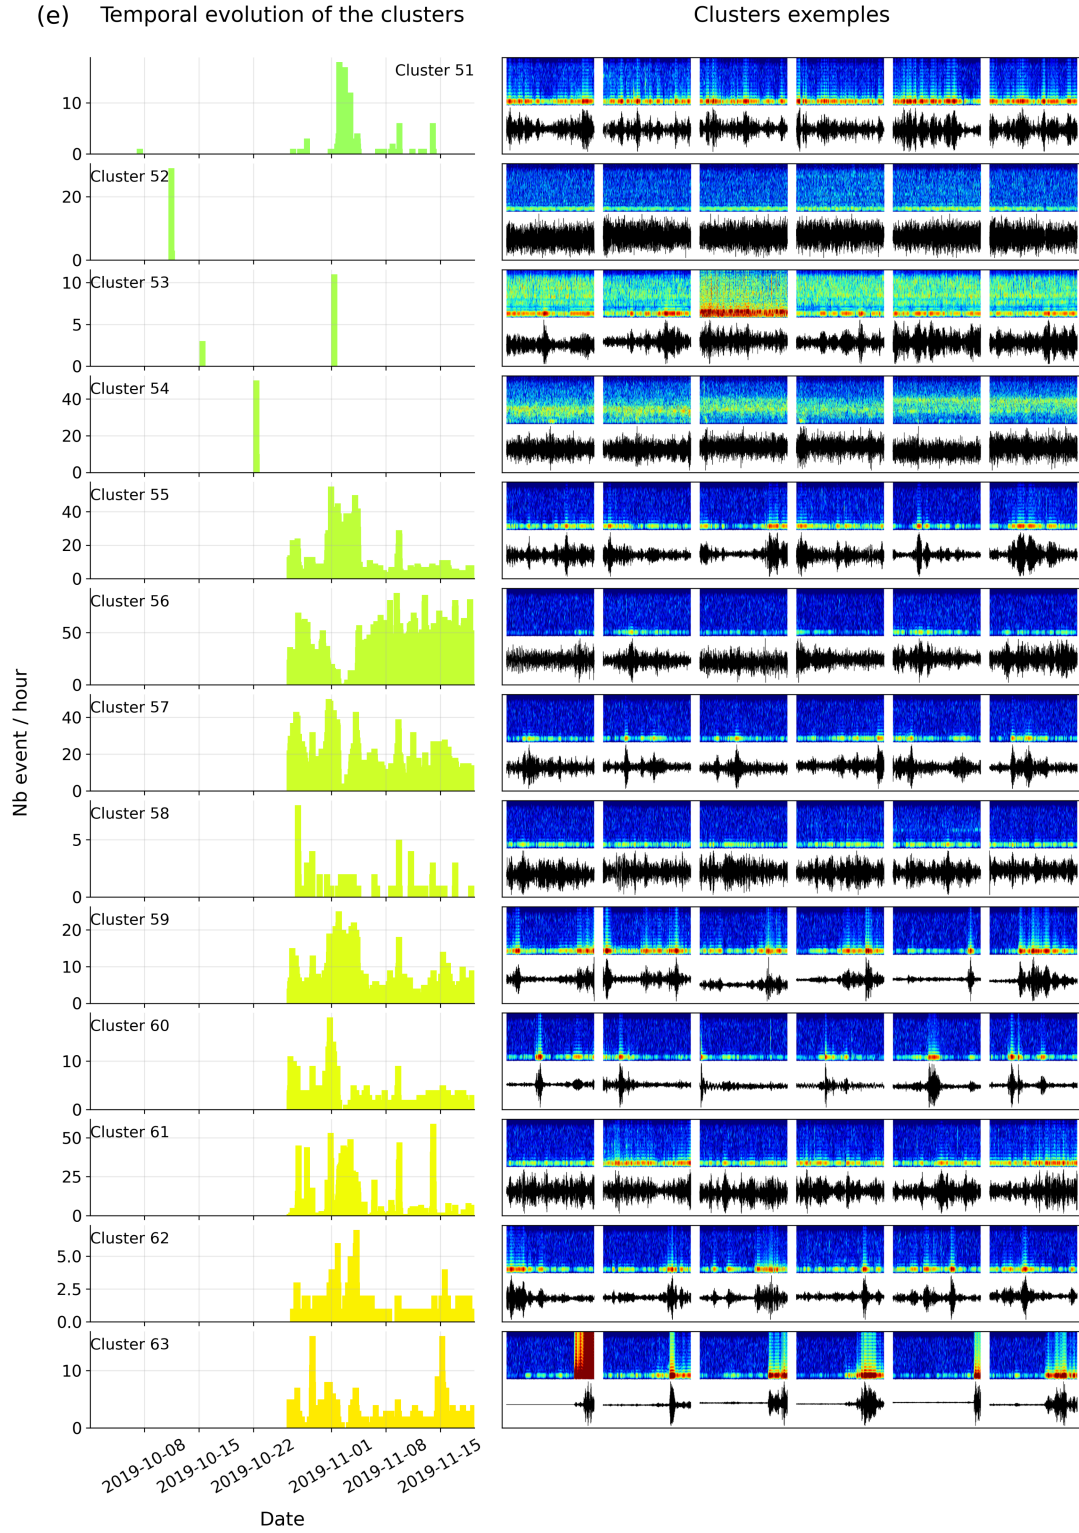 (e) Temporal evolution of the clusters
Clusters exemples
Nb event / hour
Cluster 51
10
0
Cluster 52
20
0
Cluster 53
10
5
0
Cluster 54
40
20
0
Cluster 55
40
20
0
Cluster 56
50
0
Cluster 57
40
20
0
Cluster 58
5
0
Cluster 59
20
10
0
Cluster 60
10
0
Cluster 61
50
25
0
Cluster 62
5.0
2.5
0.0
Cluster 63
10
0
2019-10-08
2019-10-15
2019-10-22
2019-11-01
2019-11-08
2019-11-15
Date